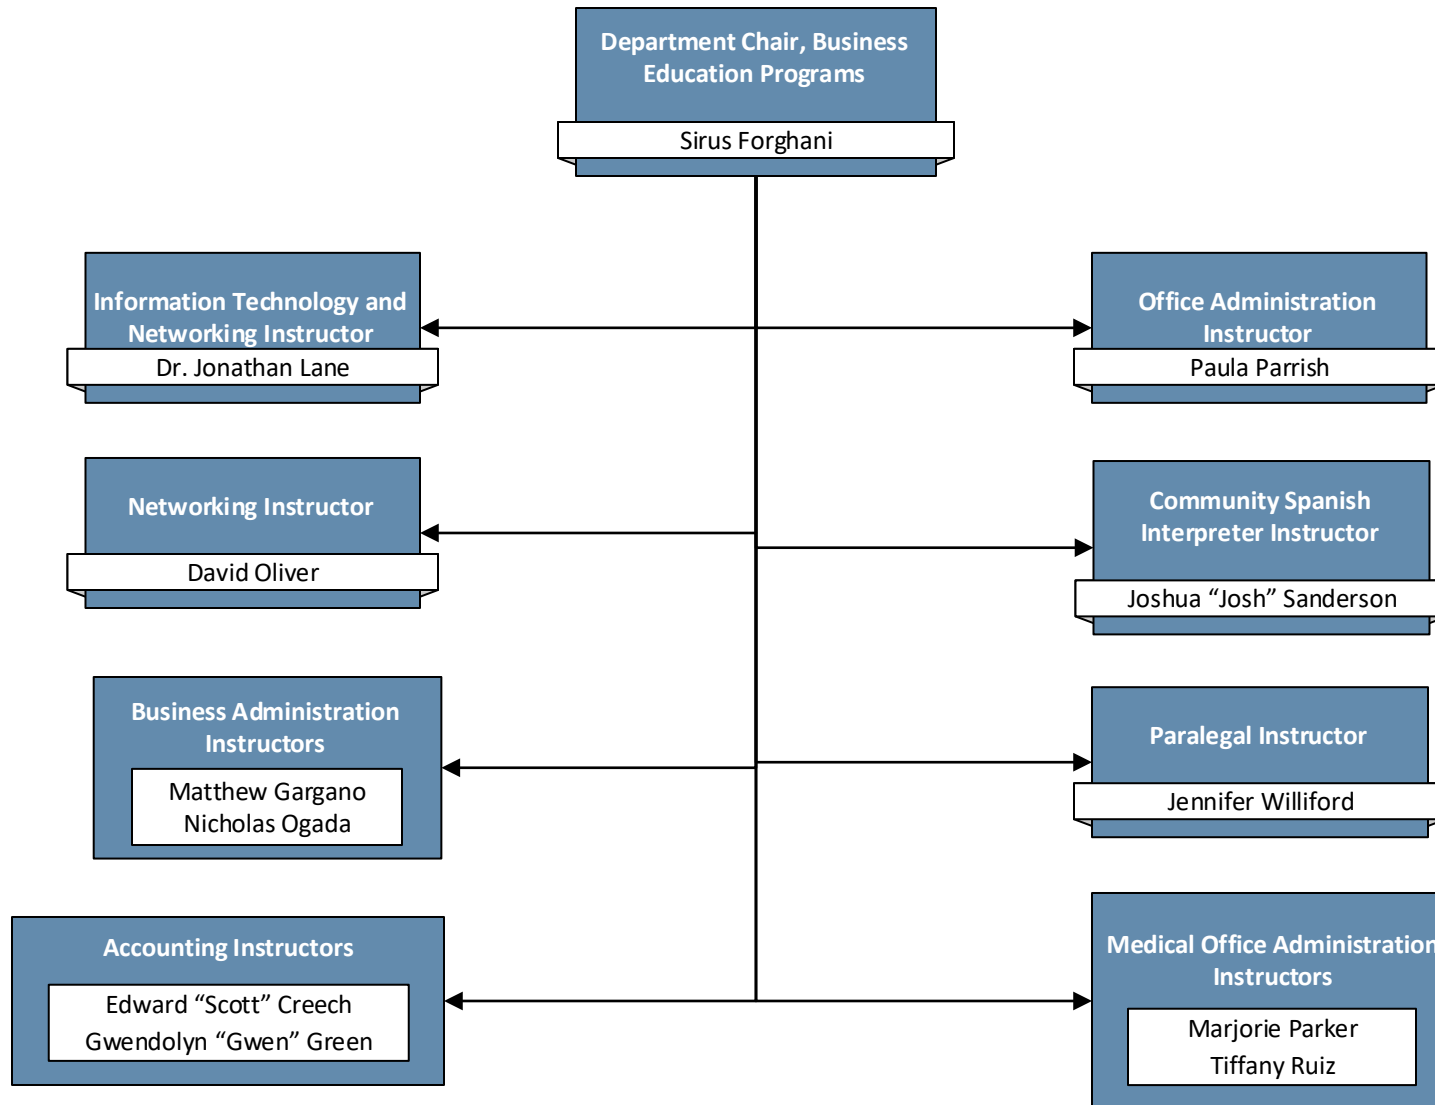 Department Chair, Business
Education Programs
Sirus Forghani
Information Technology and
Networking Instructor
Dr. Jonathan Lane
Office Administration
Instructor
Paula Parrish
Networking Instructor
David Oliver
Community Spanish
Interpreter Instructor
Joshua “Josh” Sanderson
Business Administration
Instructors
Matthew Gargano
Nicholas Ogada
Paralegal Instructor
Jennifer Williford
Accounting Instructors
Edward “Scott” Creech
Gwendolyn “Gwen” Green
Medical Office Administration
Instructors
Marjorie Parker
Tiffany Ruiz